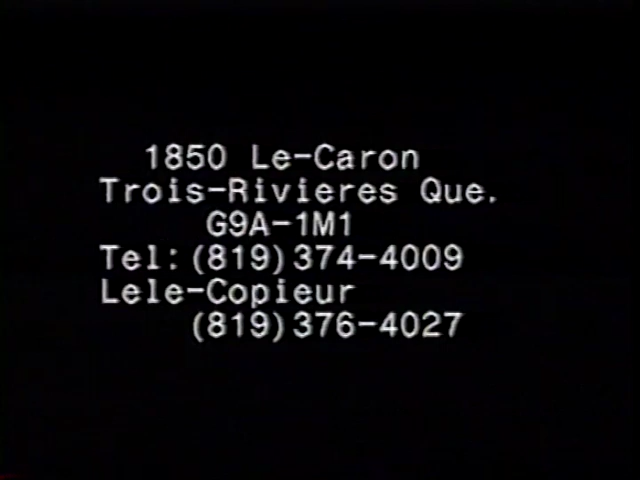 1850 Le-Caron
Trois-Rivieres Que.
G9A-1M1
Tel:(819)374-4009
Lele-Copieur
(819)376-4027